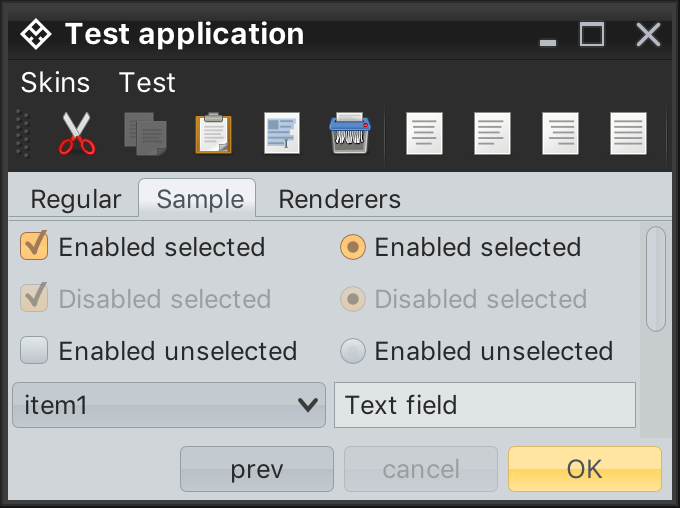 Test application
Skins Test
Regular Sample Renderers
Enabled selected Enabled selected
Disabled selected Disabled selected
Enabled unselected Enabled unselected
item1 Text field
prev cancel OK